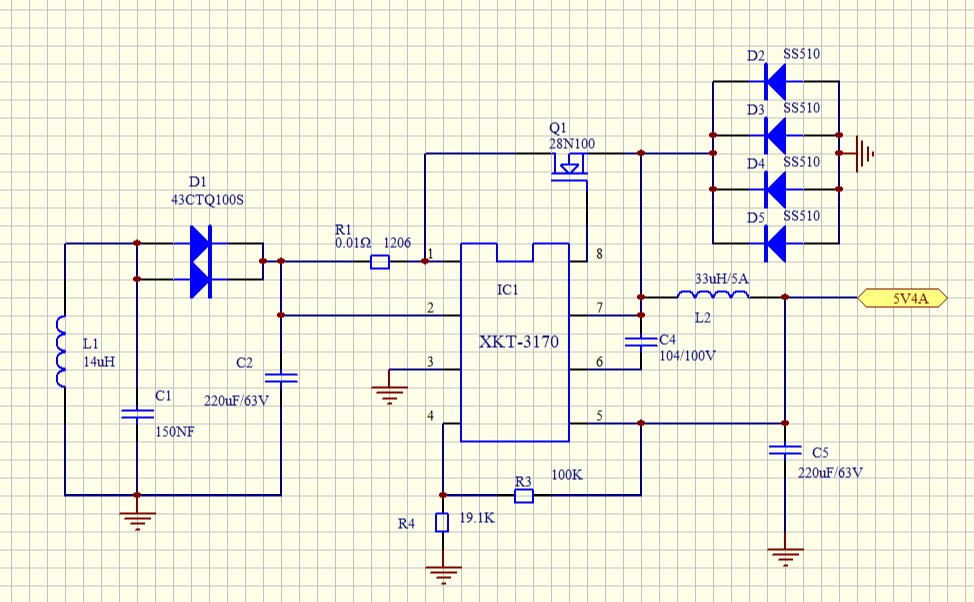 D2 SS510
D3 SS510
Q1
28N100
D4 SS510
D1
43CTQ100S
D5 SS510
R1
0.01Ω 1206
1
8
IC1
33uH/5A
5V4A
2
7
L2
L1
14uH
XKT-3170
C4
104/100V
C2
3
6
220uF/63V
C1
4
5
150NF
C5
220uF/63V
R3
100K
R4
19.1K